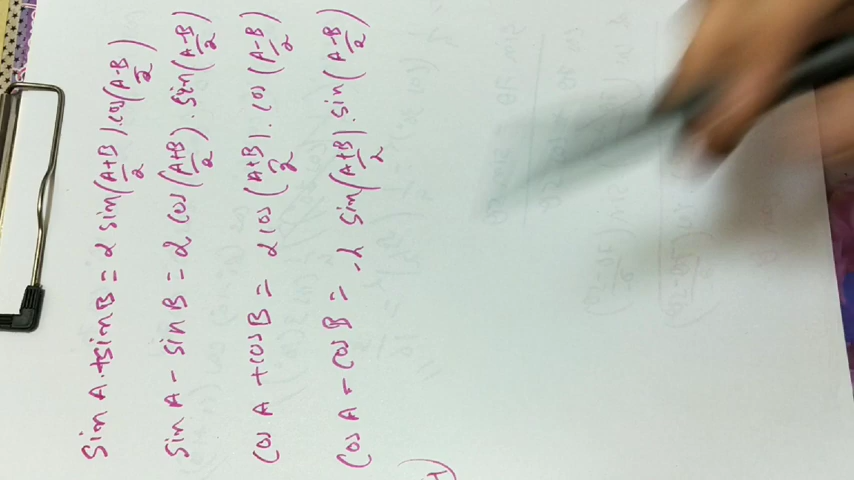 Sin A + sin B = 2 sin(A+B/2).cos(A-B/2)
Sin A - sin B = 2 cos(A+B/2).sin(A-B/2)
Cos A + cos B = 2 cos(A+B/2).cos(A-B/2)
Cos A - cos B = -2 sin(A+B/2).sin(A-B/2)